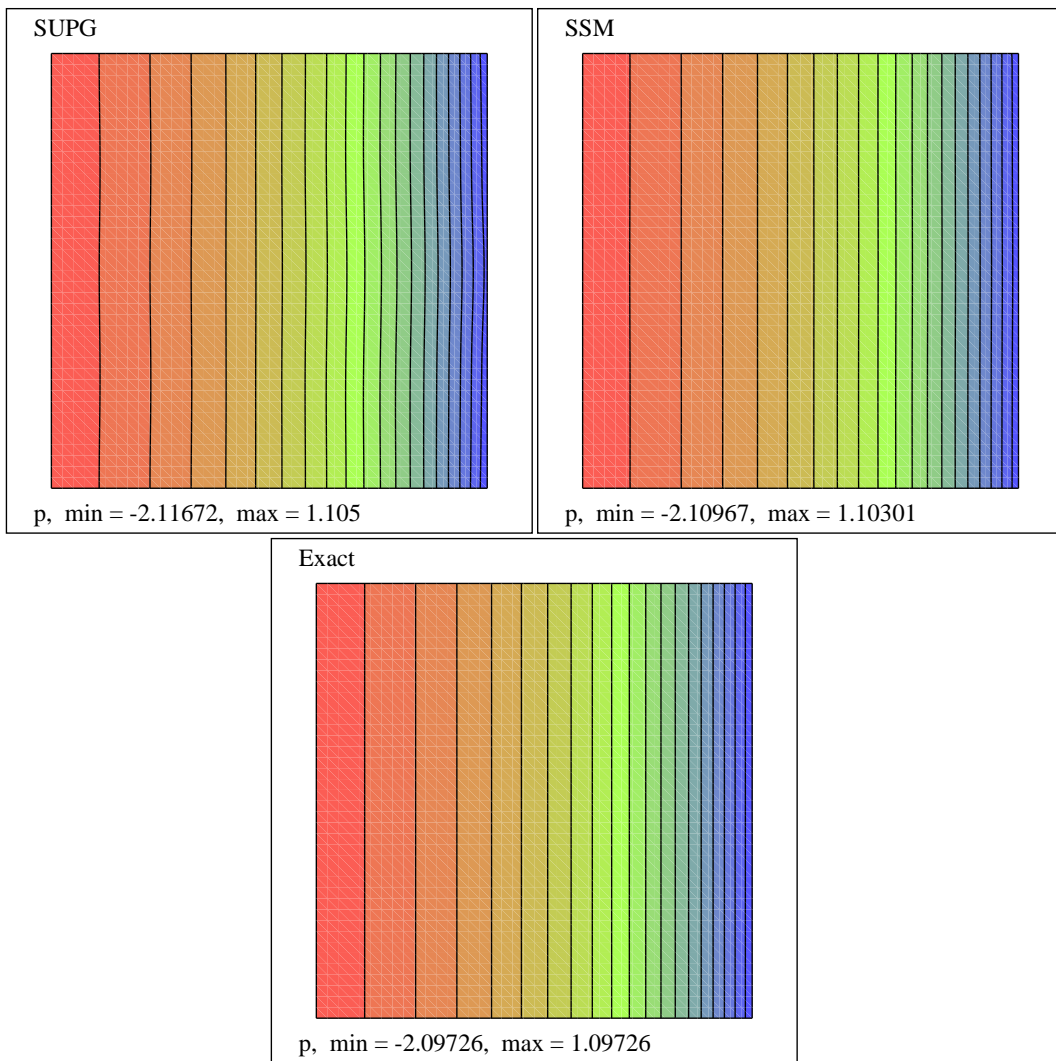 SUPG
p, min = -2.11672, max = 1.105
SSM
p, min = -2.10967, max = 1.10301
Exact
p, min = -2.09726, max = 1.09726